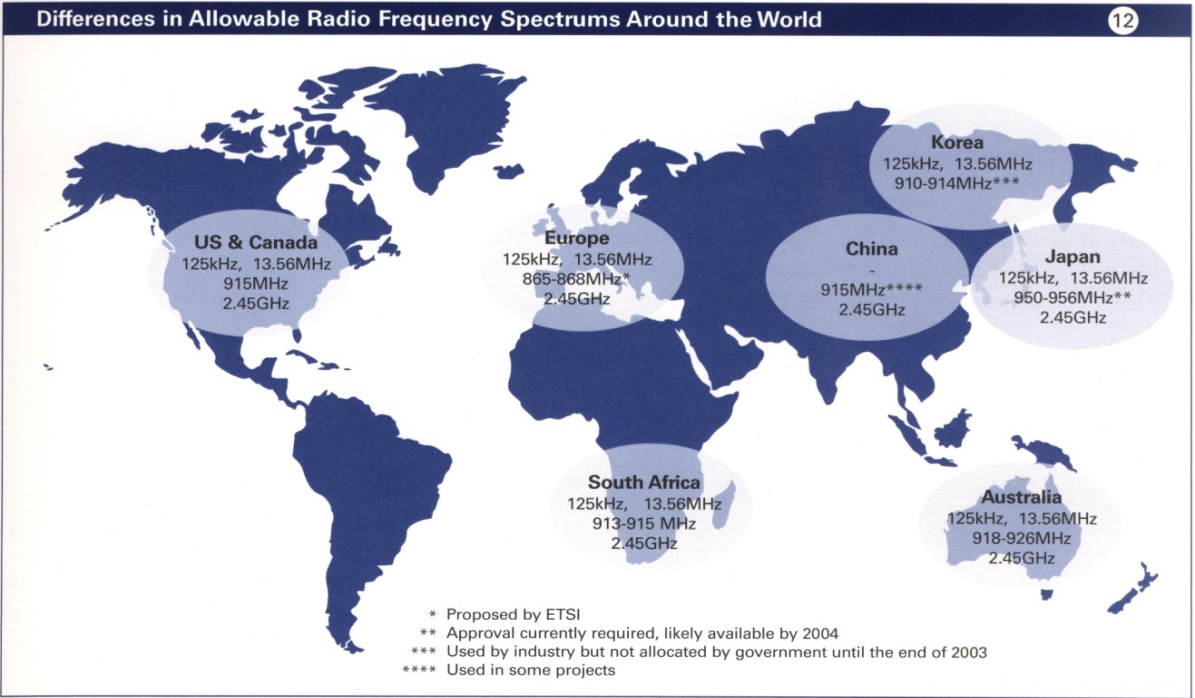 Differences in Allowable Radio Frequency Spectrums Around the World
12
Korea
125kHz, 13.56MHz
910-914MHz***
US & Canada
125kHz, 13.56MHz
915MHz
2.45GHz
Europe
125kHz, 13.56MHz
865-868MHz*
2.45GHz
China
-
915MHz****
2.45GHz
Japan
125kHz, 13.56MHz
950-956MHz**
2.45GHz
South Africa
125kHz, 13.56MHz
913-915 MHz
2.45GHz
Australia
125kHz, 13.56MHz
918-926MHz
2.45GHz
* Proposed by ETSI
** Approval currently required, likely available by 2004
*** Used by industry but not allocated by government until the end of 2003
**** Used in some projects